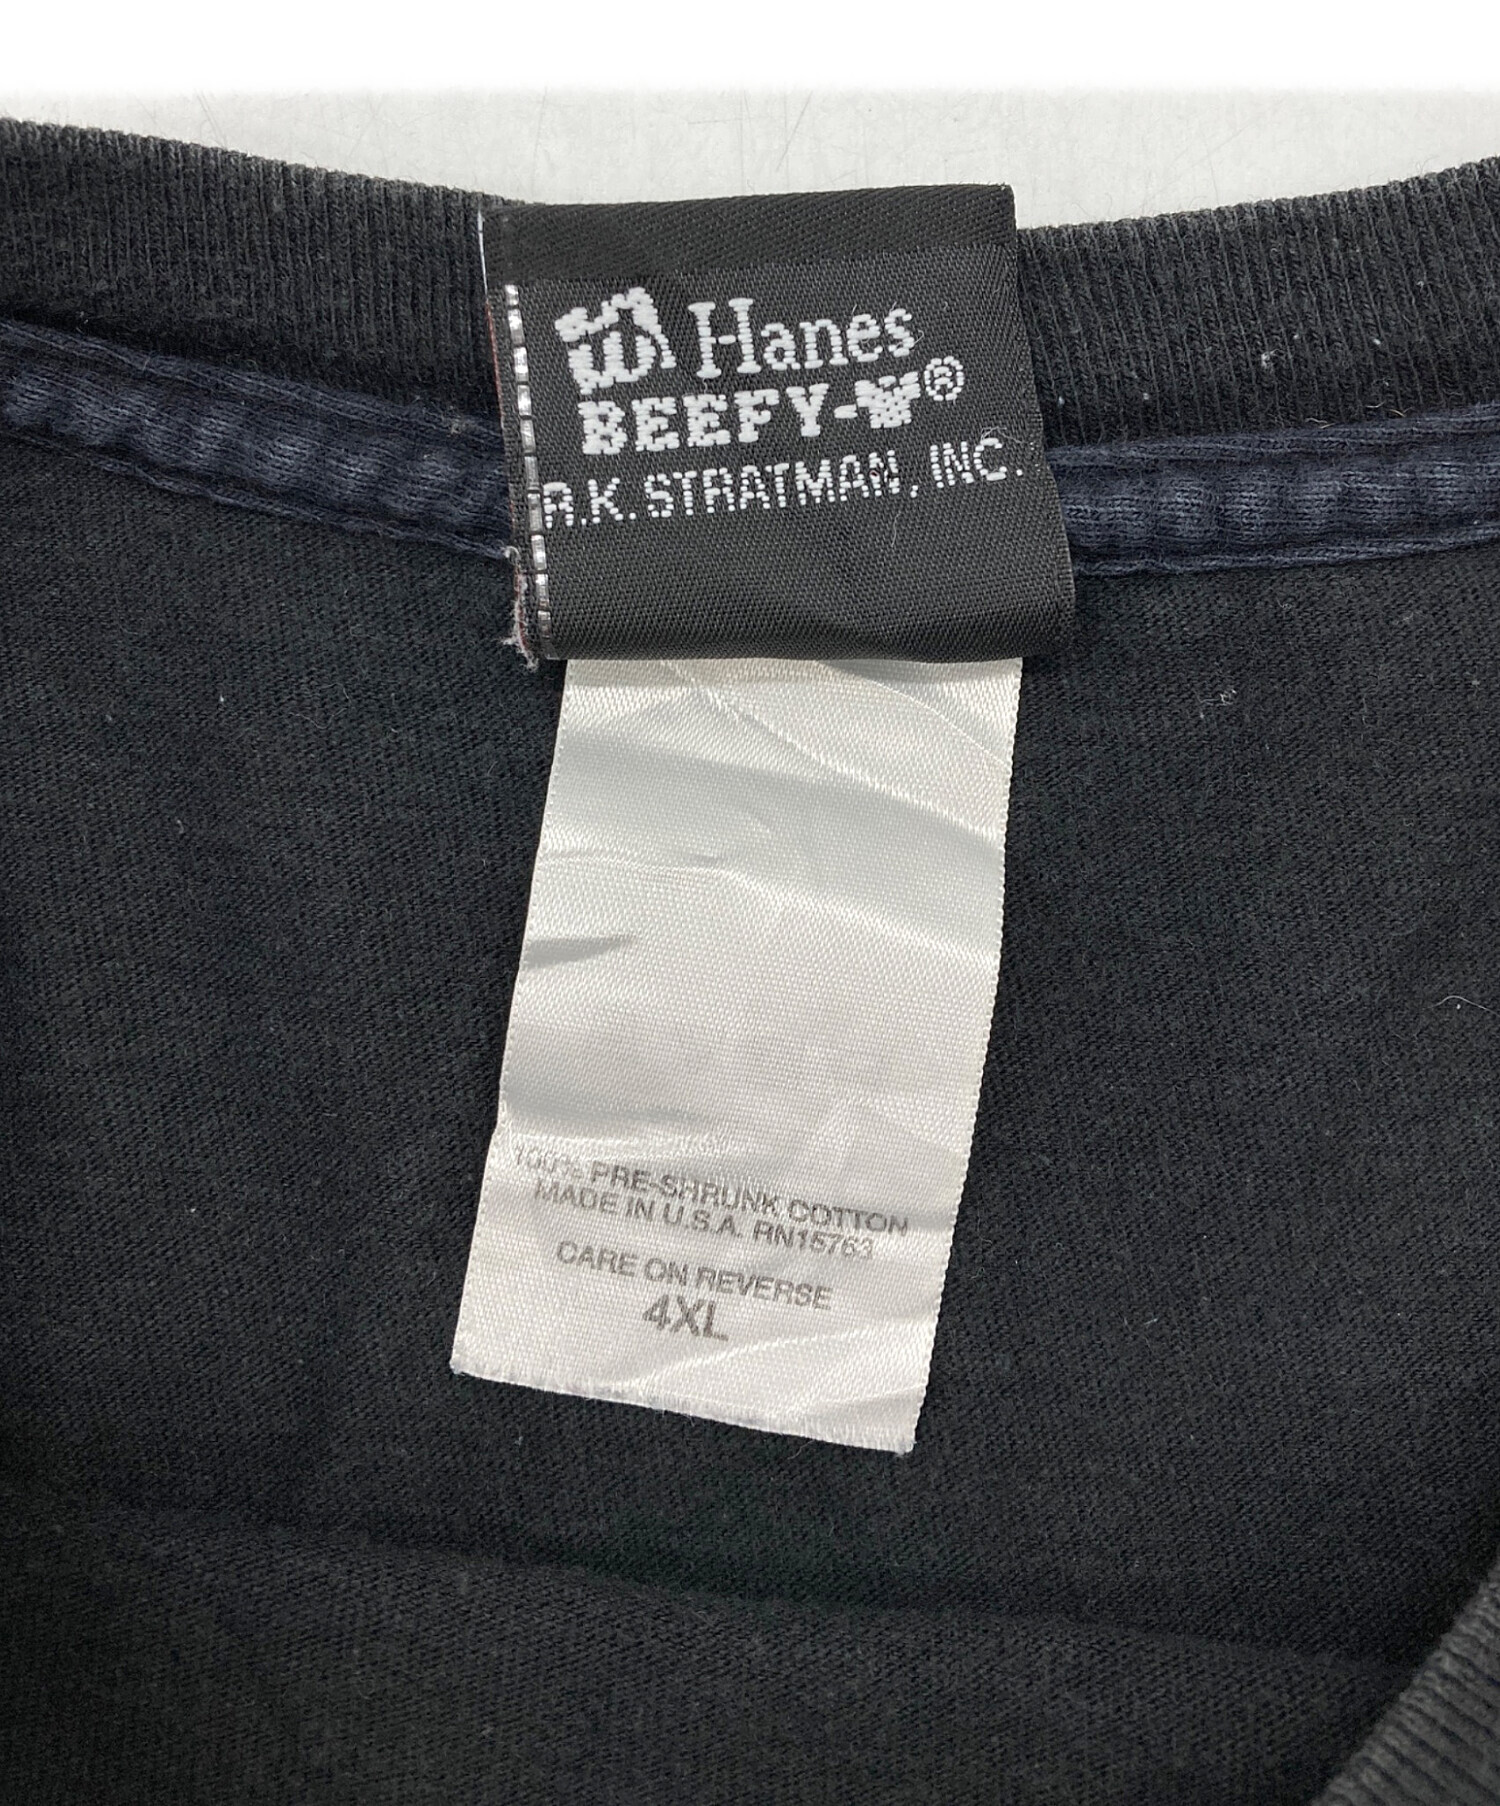 Hanes
BEEFY-®
R.K. STRATMAN, INC.
100% PRE-SHRUNK COTTON
MADE IN U.S.A. RN15763
CARE ON REVERSE
4XL